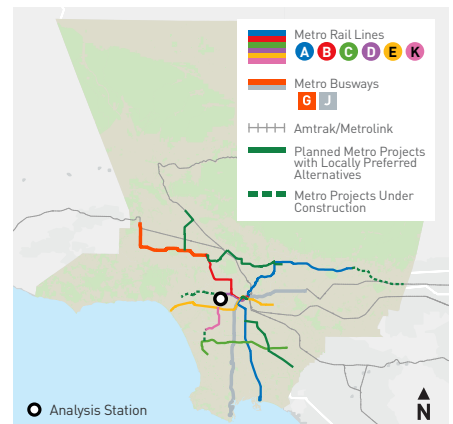 Metro Rail Lines
A B C D E K
Metro Busways
G J
Amtrak/Metrolink
Planned Metro Projects
with Locally Preferred
Alternatives
Metro Projects Under
Construction
Analysis Station
N